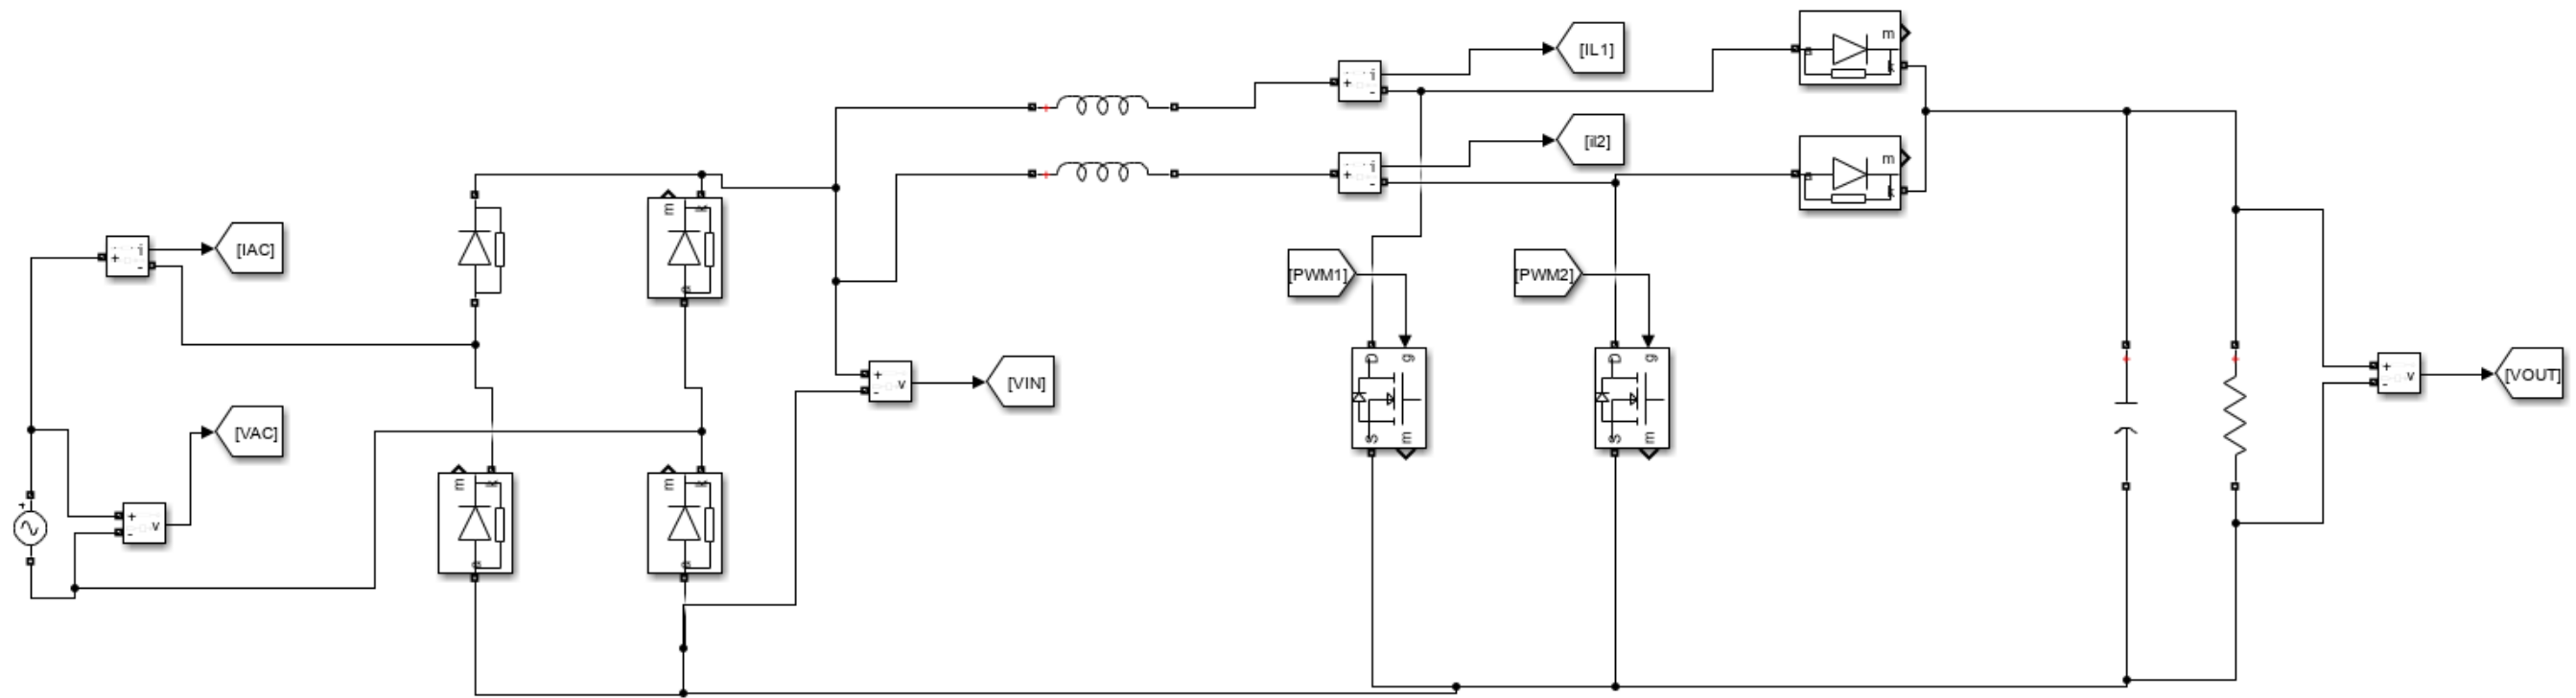 [IL1]
m
k
+
i
-
[il2]
m
k
+
i
-
[IAC]
+
i
-
m
k
a
[PWM1]
[PWM2]
[VIN]
+
-
v
D
g
S
m
D
g
S
m
[VOUT]
+
-
v
[VAC]
+
-
v
m
k
a
m
k
a
+